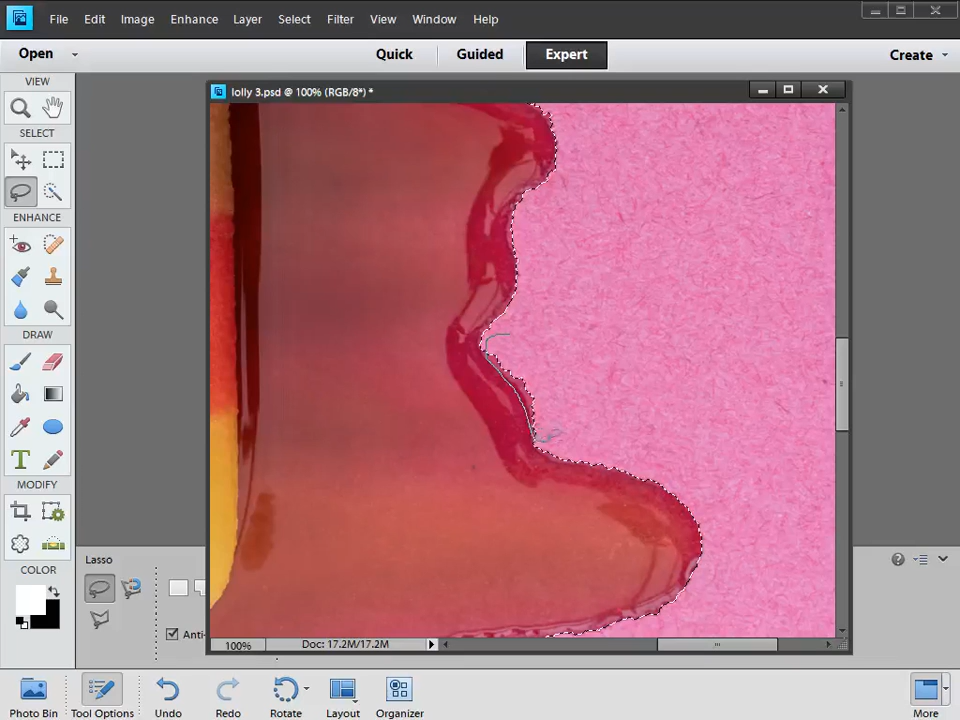 File Edit Image Enhance Layer Select Filter View Window Help
Open Quick Guided Expert Create
VIEW
lolly 3.psd @ 100% (RGB/8*) *
SELECT
ENHANCE
DRAW
T
MODIFY
COLOR
Lasso
Anti-
100% Doc: 17.2M/17.2M
Photo Bin Tool Options Undo Redo Rotate Layout Organizer More